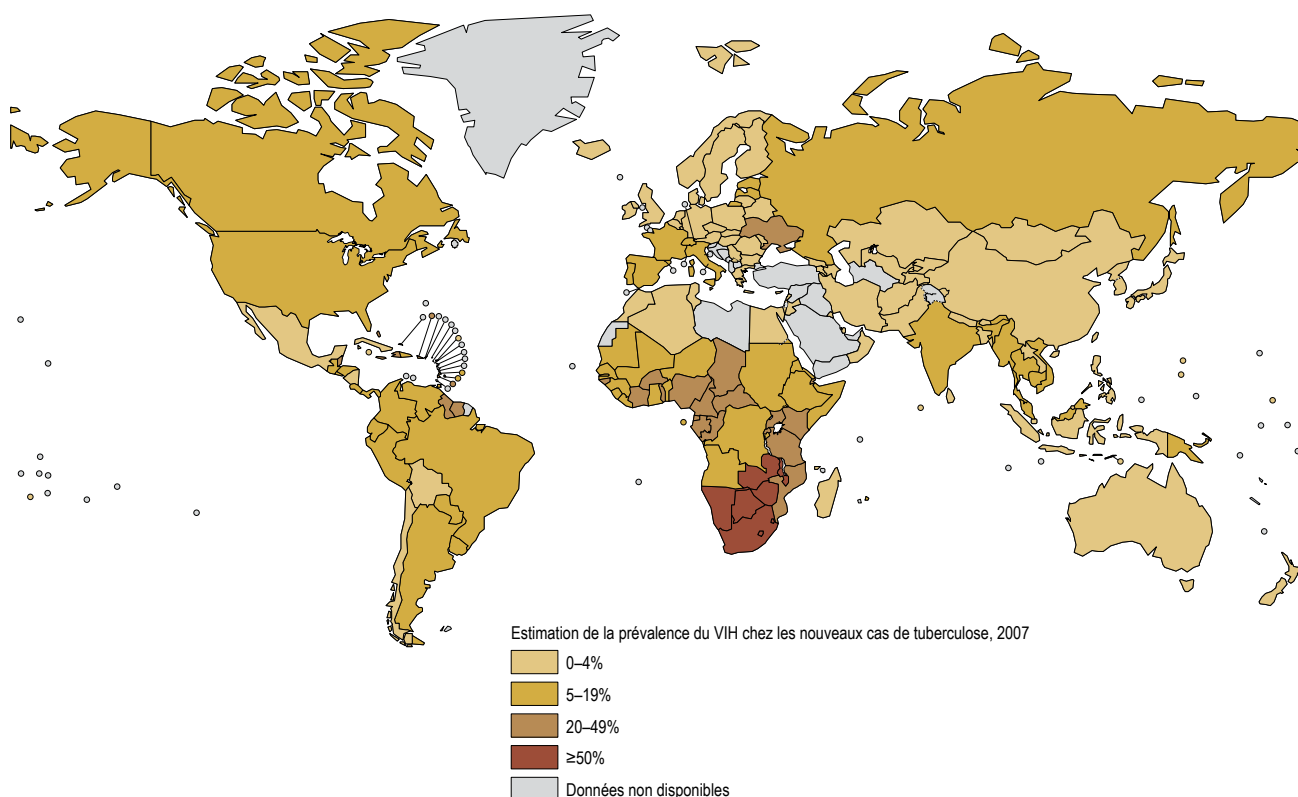 Estimation de la prévalence du VIH chez les nouveaux cas de tuberculose, 2007
0–4%
5–19%
20–49%
≥50%
Données non disponibles